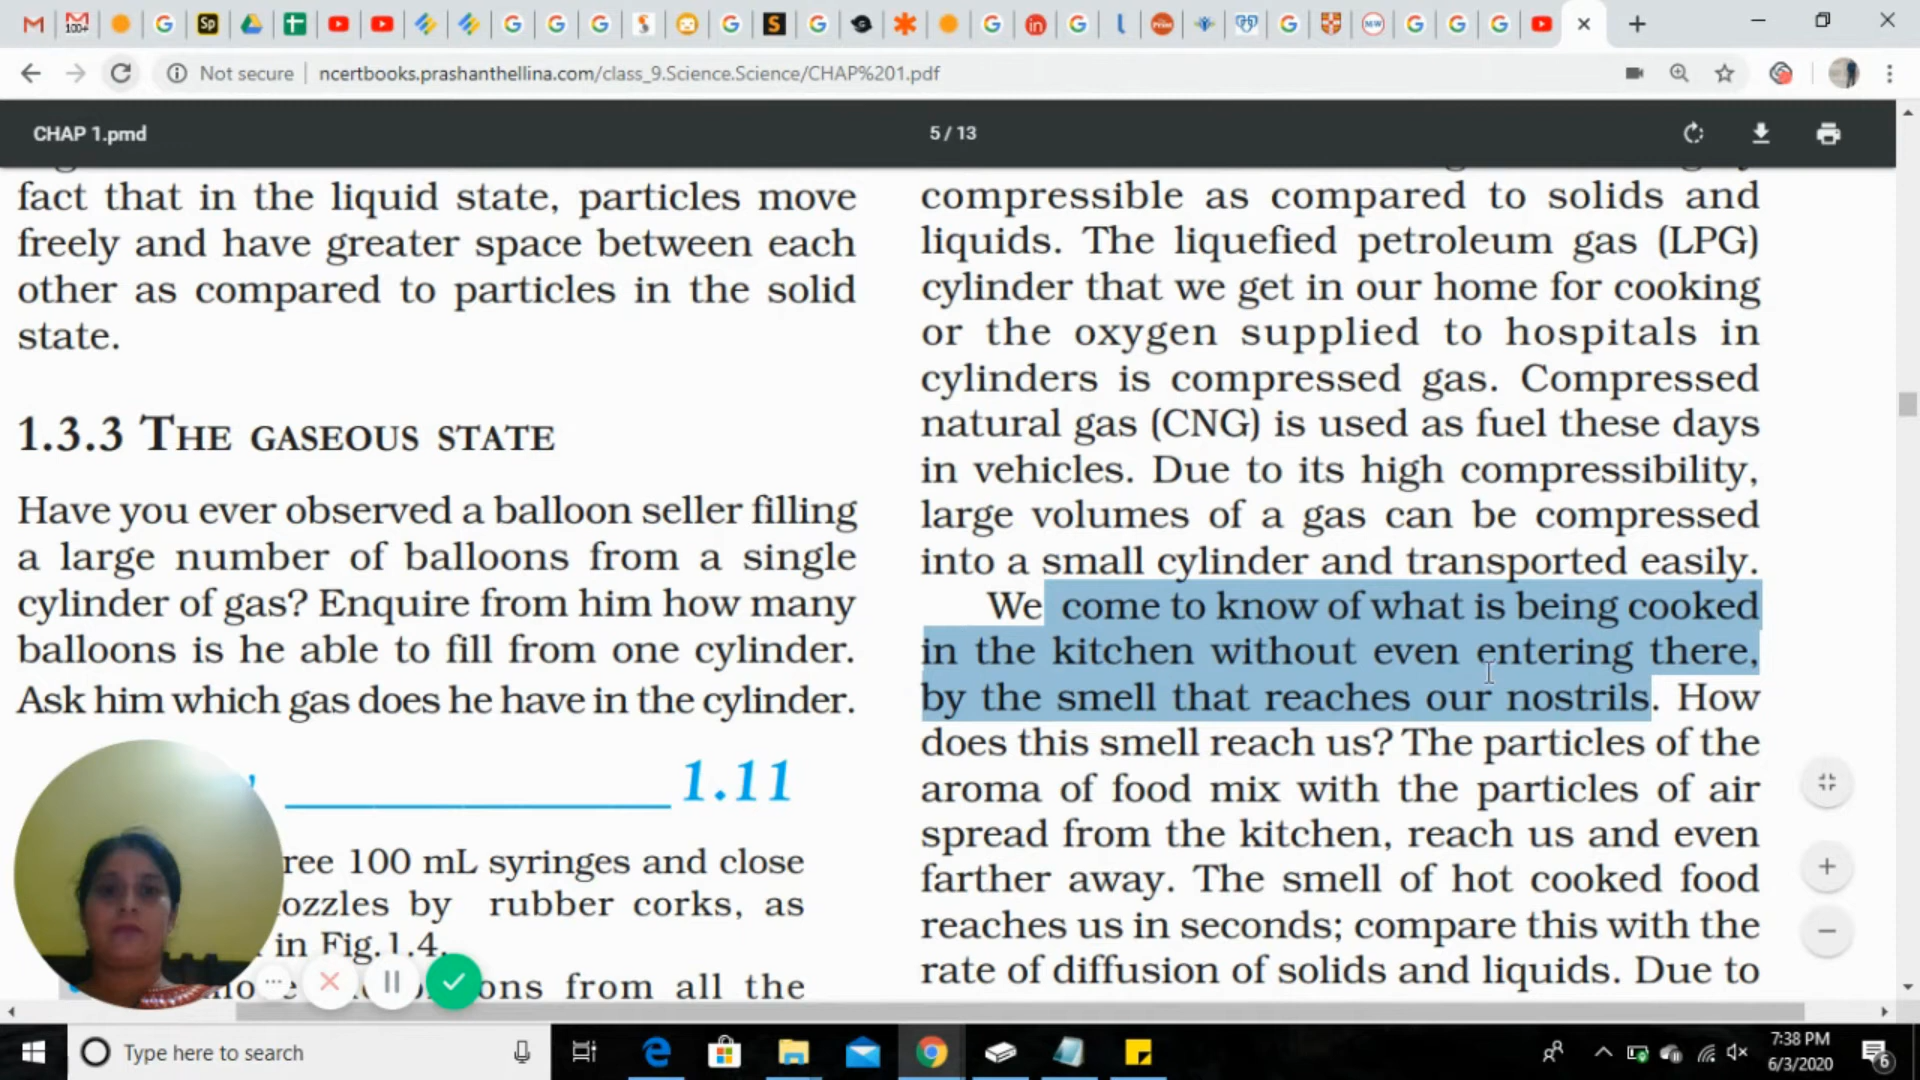 M
100+
Sp
S
in
Print
MW
Not secure
ncertbooks.prashanthellina.com/class_9.Science.Science/CHAP%201.pdf
CHAP 1.pmd
5 / 13
fact that in the liquid state, particles move
freely and have greater space between each
other as compared to particles in the solid
state.
1.3.3 THE GASEOUS STATE
Have you ever observed a balloon seller filling
a large number of balloons from a single
cylinder of gas? Enquire from him how many
balloons is he able to fill from one cylinder.
Ask him which gas does he have in the cylinder.
1.11
ree 100 mL syringes and close
ozzles by rubber corks, as
in Fig.1.4.
ons from all the
compressible as compared to solids and
liquids. The liquefied petroleum gas (LPG)
cylinder that we get in our home for cooking
or the oxygen supplied to hospitals in
cylinders is compressed gas. Compressed
natural gas (CNG) is used as fuel these days
in vehicles. Due to its high compressibility,
large volumes of a gas can be compressed
into a small cylinder and transported easily.
We come to know of what is being cooked
in the kitchen without even entering there,
by the smell that reaches our nostrils. How
does this smell reach us? The particles of the
aroma of food mix with the particles of air
spread from the kitchen, reach us and even
farther away. The smell of hot cooked food
reaches us in seconds; compare this with the
rate of diffusion of solids and liquids. Due to
Type here to search
7:38 PM
6/3/2020
6